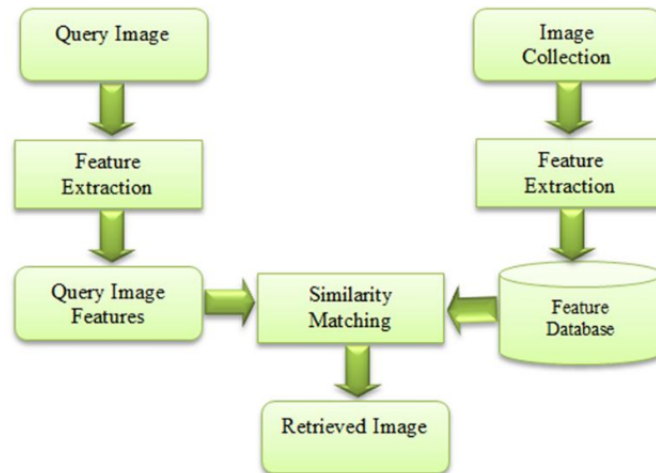 Query Image
Image
Collection
Feature
Extraction
Feature
Extraction
Query Image
Features
Similarity
Matching
Feature
Database
Retrieved Image